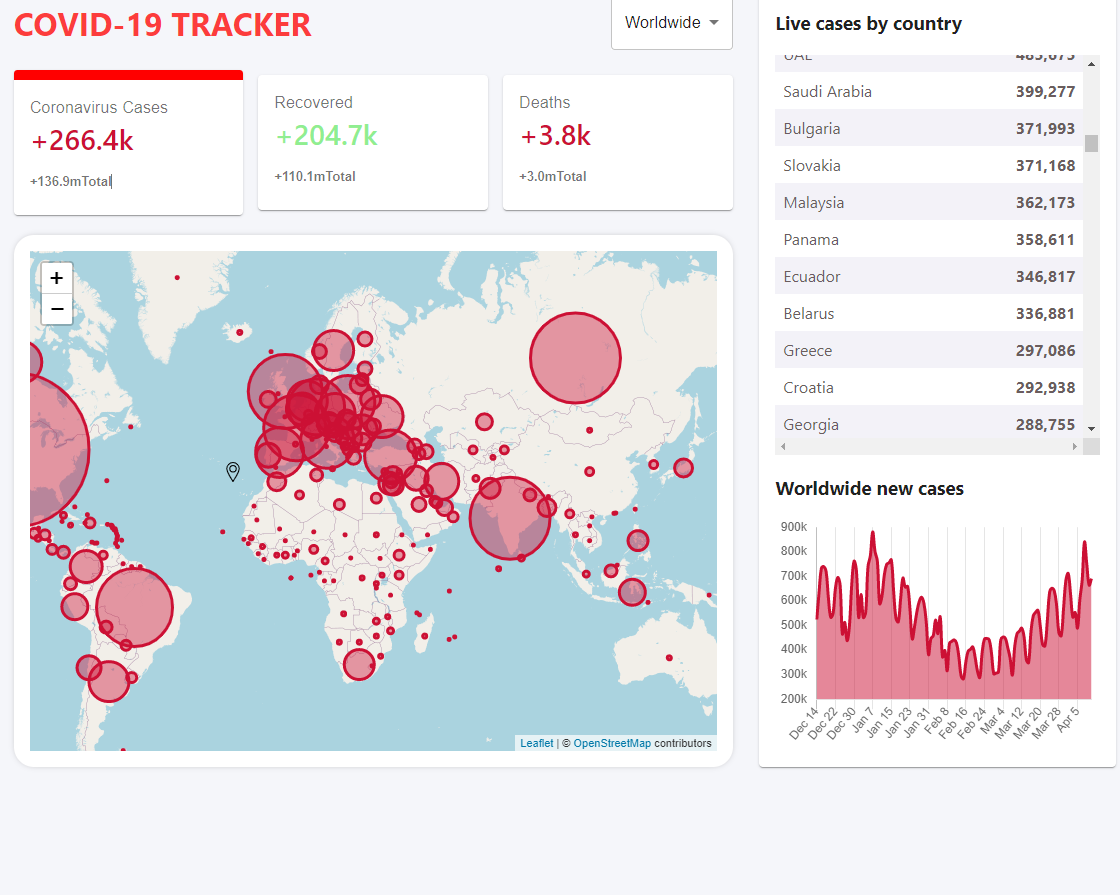 COVID-19 TRACKER
Worldwide
Coronavirus Cases
+266.4k
+136.9mTotal
Recovered
+204.7k
+110.1mTotal
Deaths
+3.8k
+3.0mTotal
+
−
Leaflet | © OpenStreetMap contributors
Live cases by country
UAE 485,675
Saudi Arabia 399,277
Bulgaria 371,993
Slovakia 371,168
Malaysia 362,173
Panama 358,611
Ecuador 346,817
Belarus 336,881
Greece 297,086
Croatia 292,938
Georgia 288,755
Worldwide new cases
900k
800k
700k
600k
500k
400k
300k
200k
Dec 14 Dec 22 Dec 30 Jan 7 Jan 15 Jan 23 Jan 31 Feb 8 Feb 16 Feb 24 Mar 4 Mar 12 Mar 20 Mar 28 Apr 5